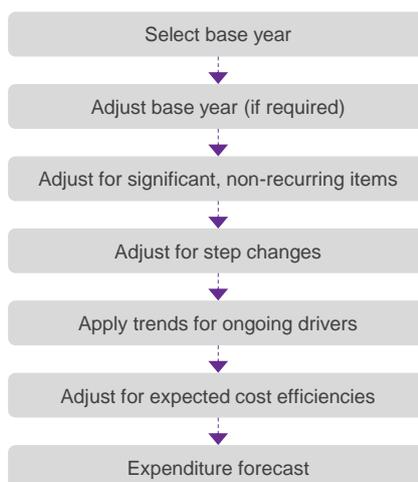 Select base year
Adjust base year (if required)
Adjust for significant, non-recurring items
Adjust for step changes
Apply trends for ongoing drivers
Adjust for expected cost efficiencies
Expenditure forecast